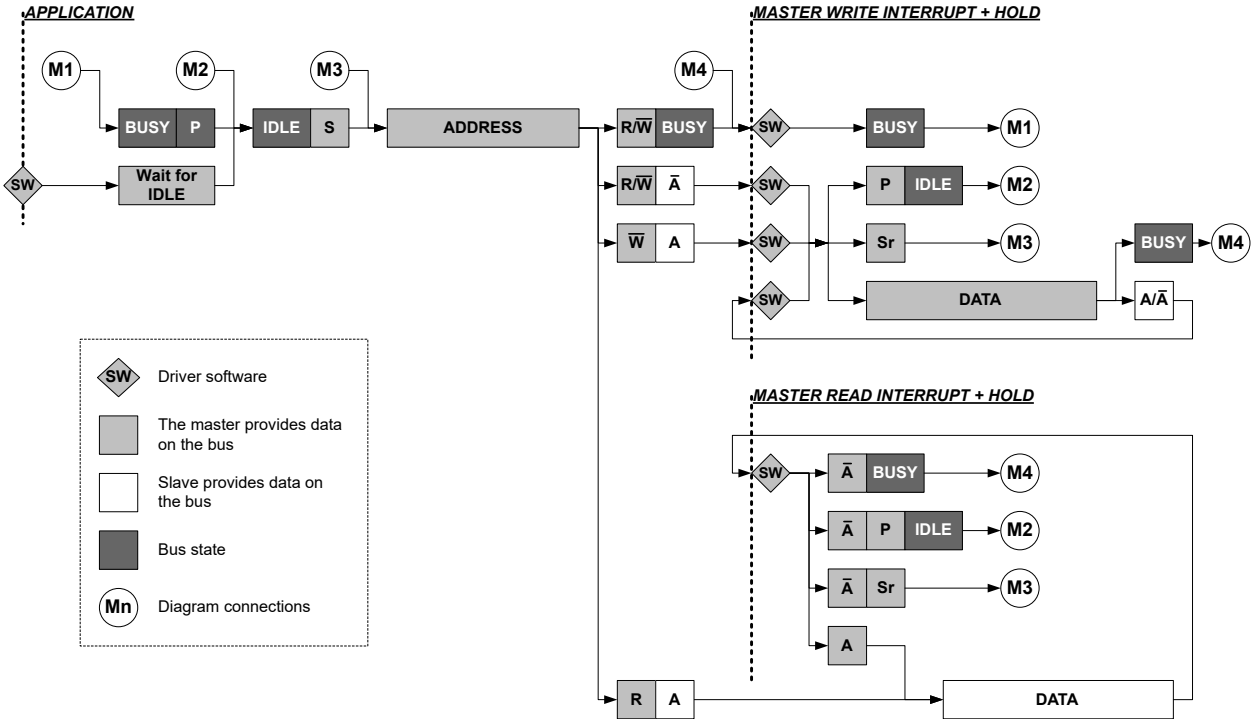 APPLICATION
MASTER WRITE INTERRUPT + HOLD
M1
M2
M3
M4
BUSY P
IDLE S
ADDRESS
R/W̅ BUSY
SW
BUSY
M1
SW
Wait for
IDLE
R/W̅ A̅
SW
P IDLE
M2
W̅ A
SW
Sr
M3
BUSY
M4
SW
DATA
A/A̅
SW Driver software
The master provides data
on the bus
Slave provides data on
the bus
Bus state
Mn Diagram connections
MASTER READ INTERRUPT + HOLD
SW
A̅ BUSY
M4
A̅ P IDLE
M2
A̅ Sr
M3
A
R A
DATA